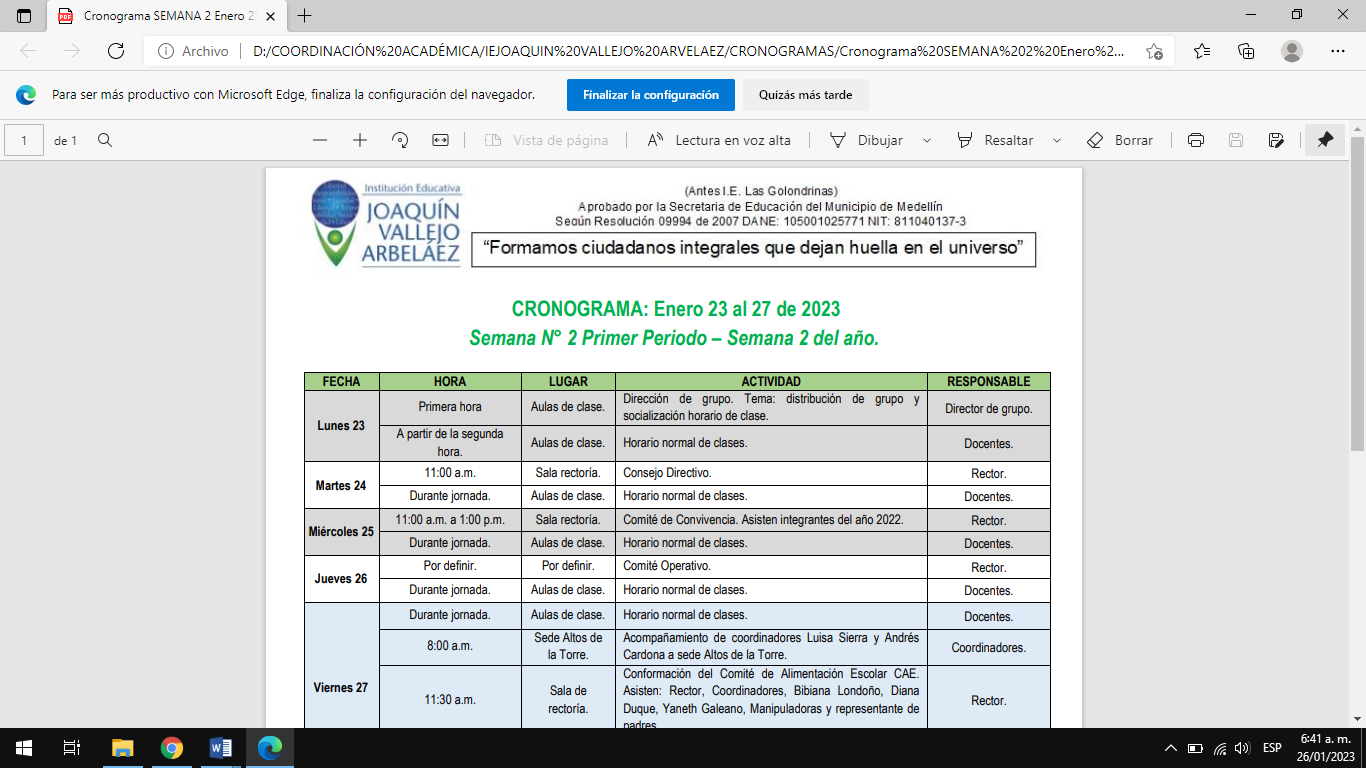 Cronograma SEMANA 2 Enero 2
Archivo
D:/COORDINACIÓN%20ACADÉMICA/IEJOAQUIN%20VALLEJO%20ARVELAEZ/CRONOGRAMAS/Cronograma%20SEMANA%202%20Enero%2...
Para ser más productivo con Microsoft Edge, finaliza la configuración del navegador.
Finalizar la configuración
Quizás más tarde
1 de 1
Vista de página
Lectura en voz alta
Dibujar
Resaltar
Borrar
Institución Educativa
JOAQUÍN
VALLEJO
ARBELÁEZ
(Antes I.E. Las Golondrinas)
Aprobado por la Secretaria de Educación del Municipio de Medellín
Según Resolución 09994 de 2007 DANE: 105001025771 NIT: 811040137-3
“Formamos ciudadanos integrales que dejan huella en el universo”
CRONOGRAMA: Enero 23 al 27 de 2023
Semana N° 2 Primer Periodo – Semana 2 del año.
FECHA HORA LUGAR ACTIVIDAD RESPONSABLE
Lunes 23
Primera hora
Aulas de clase.
Dirección de grupo. Tema: distribución de grupo y
socialización horario de clase.
Director de grupo.
A partir de la segunda
hora.
Aulas de clase.
Horario normal de clases.
Docentes.
Martes 24
11:00 a.m.
Sala rectoría.
Consejo Directivo.
Rector.
Durante jornada.
Aulas de clase.
Horario normal de clases.
Docentes.
Miércoles 25
11:00 a.m. a 1:00 p.m.
Sala rectoría.
Comité de Convivencia. Asisten integrantes del año 2022.
Rector.
Durante jornada.
Aulas de clase.
Horario normal de clases.
Docentes.
Jueves 26
Por definir.
Por definir.
Comité Operativo.
Rector.
Durante jornada.
Aulas de clase.
Horario normal de clases.
Docentes.
Viernes 27
Durante jornada.
Aulas de clase.
Horario normal de clases.
Docentes.
8:00 a.m.
Sede Altos de
la Torre.
Acompañamiento de coordinadores Luisa Sierra y Andrés
Cardona a sede Altos de la Torre.
Coordinadores.
11:30 a.m.
Sala de
rectoría.
Conformación del Comité de Alimentación Escolar CAE.
Asisten: Rector, Coordinadores, Bibiana Londoño, Diana
Duque, Yaneth Galeano, Manipuladoras y representante de
padres
Rector.
ESP
6:41 a. m.
26/01/2023